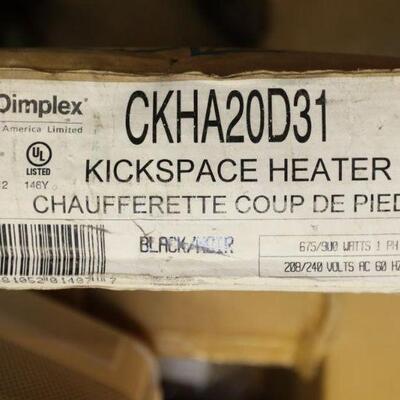 Dimplex®
America Limited
CKHA20D31
UL
LISTED
146Y
KICKSPACE HEATER
CHAUFFERETTE COUP DE PIED
BLACK/NOIR
675/900 WATTS 1 PH
208/240 VOLTS AC 60 HZ